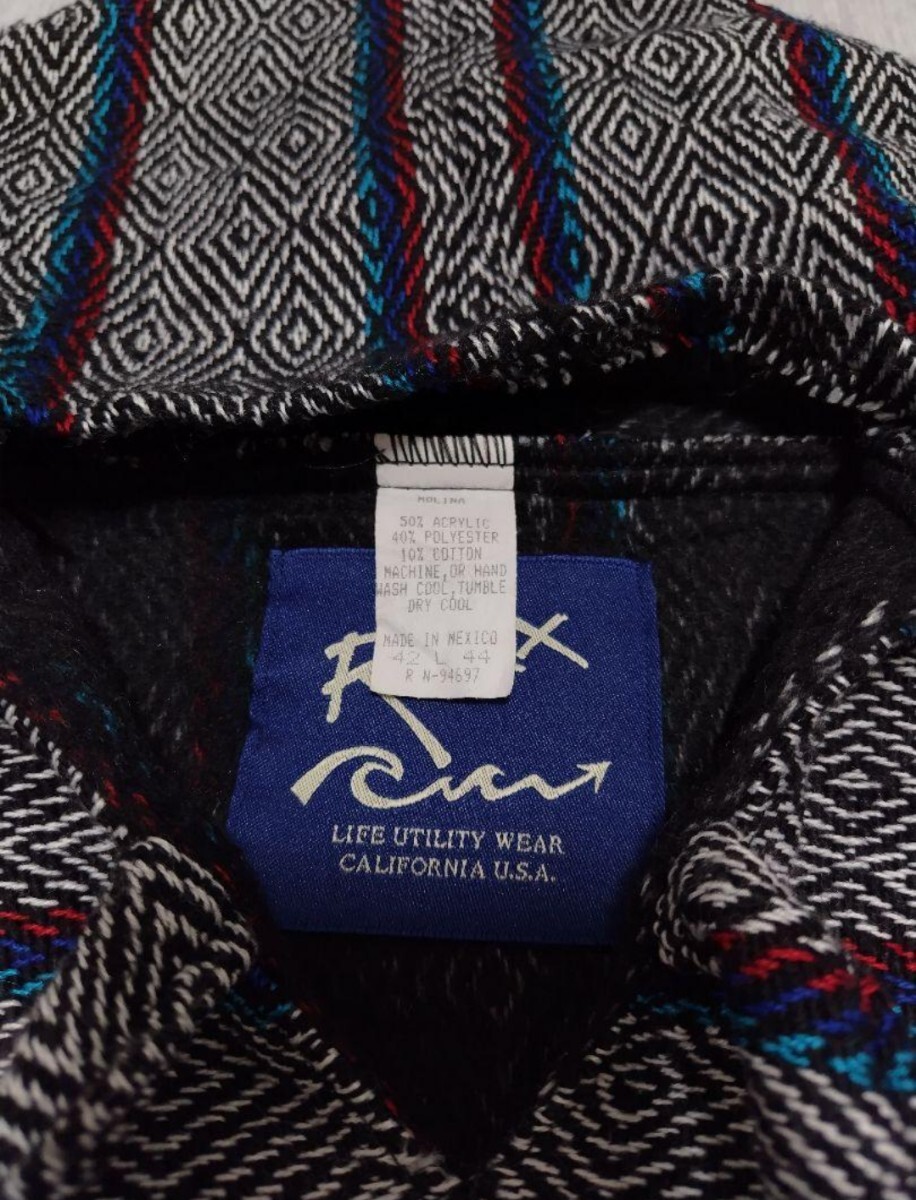 MOLINA
50% ACRYLIC
40% POLYESTER
10% COTTON
MACHINE,OR HAND
WASH COOL,TUMBLE
DRY COOL
MADE IN MEXICO
42 L 44
R N-94697
LIFE UTILITY WEAR
CALIFORNIA U.S.A.